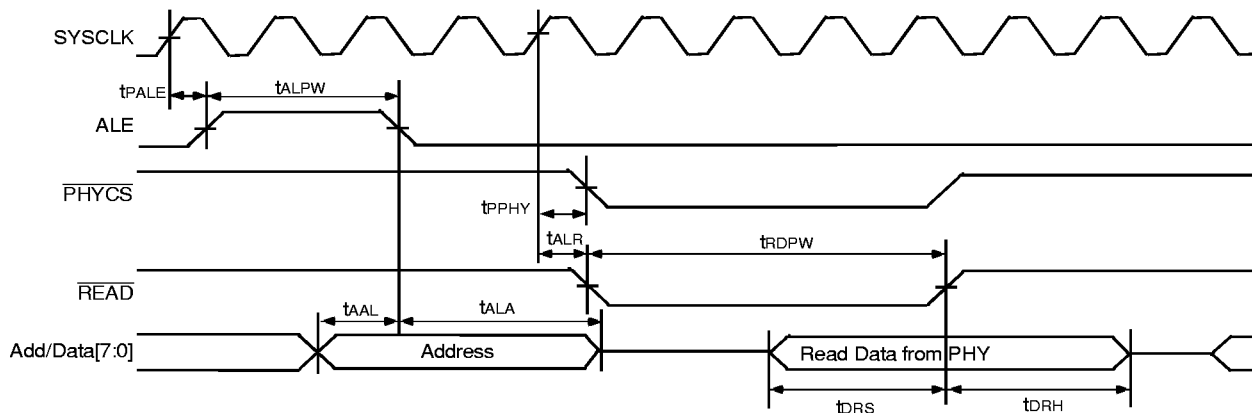 SYSCLK
tPALE
tALPW
ALE
PHYCS
tPPHY
tALR
tRDPW
READ
tAAL
tALA
Add/Data[7:0]
Address
Read Data from PHY
tDRS
tDRH